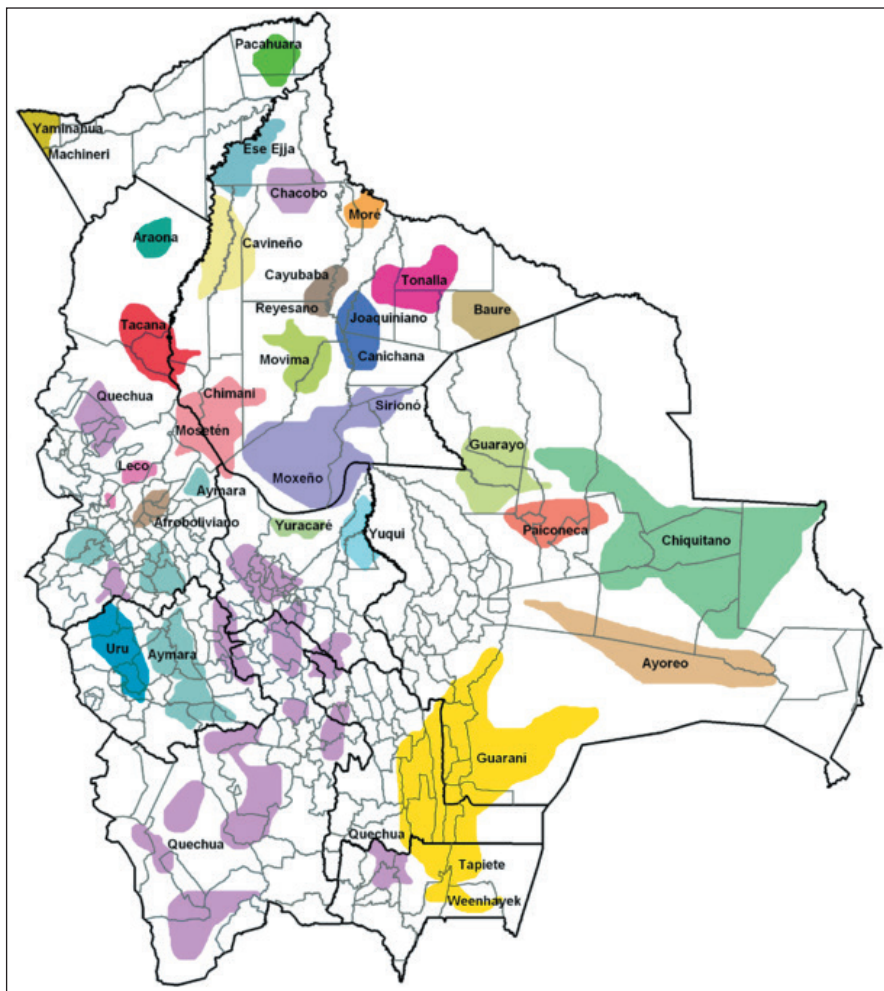 Pacahuara
Yaminahua
Machineri
Ese Ejja
Chacobo
Moré
Araona
Cavineño
Cayubaba
Tonalla
Reyesano
Joaquiniano
Baure
Tacana
Movima
Canichana
Quechua
Chimani
Sirionó
Mosetén
Guarayo
Leco
Moxeño
Aymara
Afroboliviano
Yuracaré
Yuqui
Paiconeca
Chiquitano
Uru
Aymara
Ayoreo
Guaraní
Quechua
Quechua
Tapiete
Weenhayek